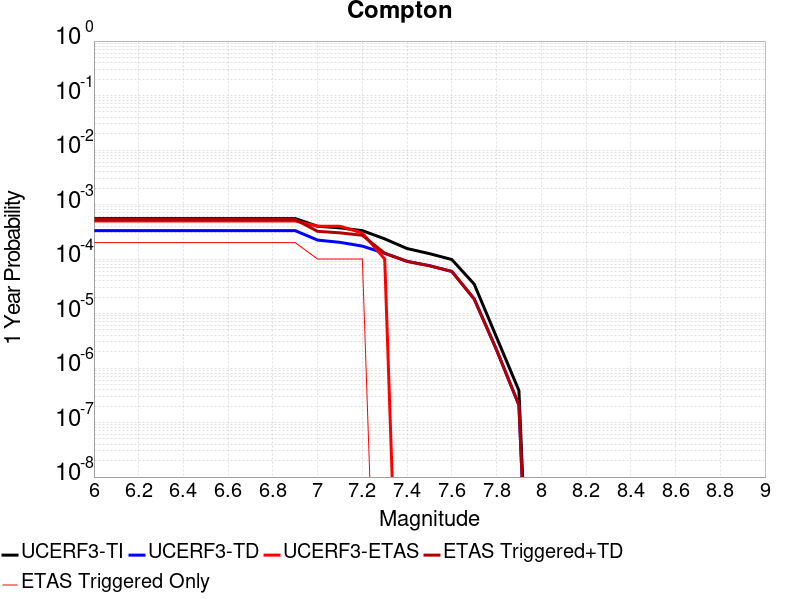 Compton
10^0
10^-1
10^-2
10^-3
10^-4
10^-5
10^-6
10^-7
10^-8
1 Year Probability
6 6.2 6.4 6.6 6.8 7 7.2 7.4 7.6 7.8 8 8.2 8.4 8.6 8.8 9
Magnitude
UCERF3-TI UCERF3-TD UCERF3-ETAS ETAS Triggered+TD
ETAS Triggered Only